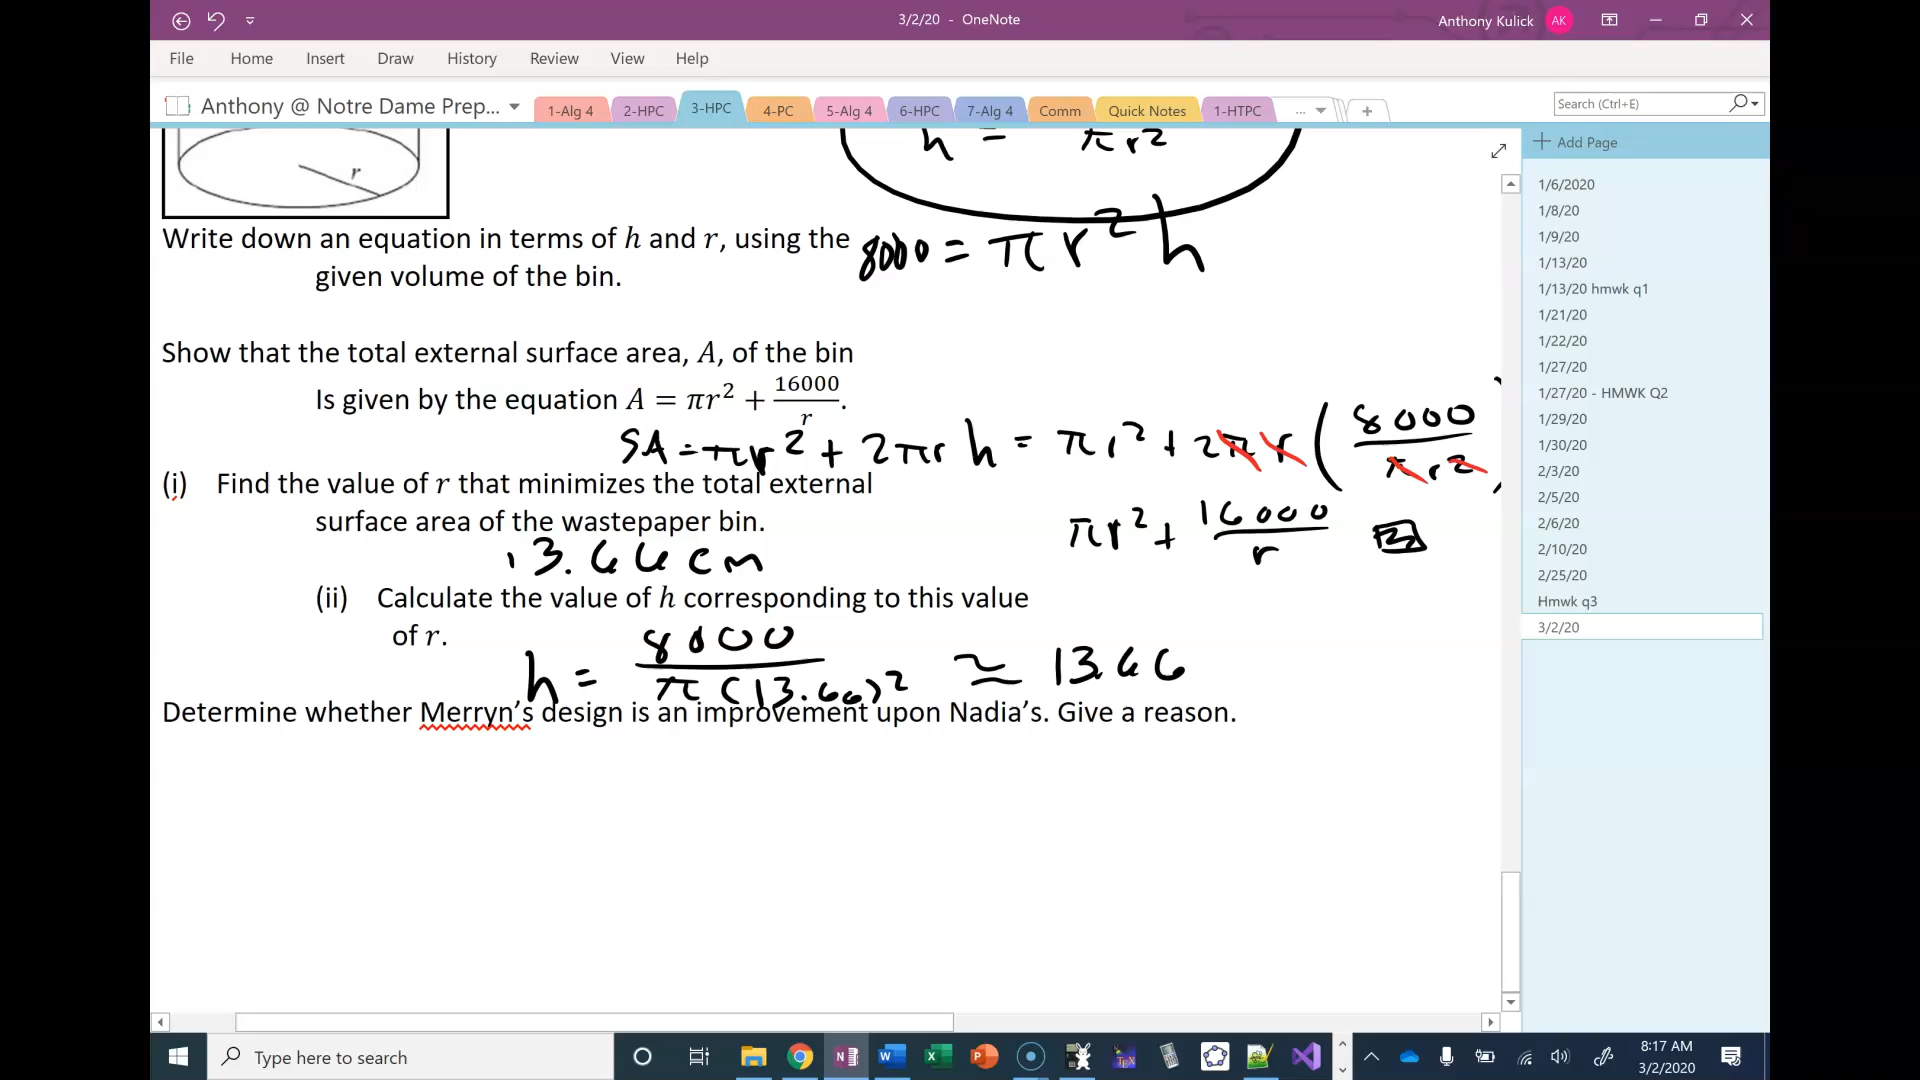 3/2/20 - OneNote
Anthony Kulick AK
File Home Insert Draw History Review View Help
Anthony @ Notre Dame Prep... 1-Alg 4 2-HPC 3-HPC 4-PC 5-Alg 4 6-HPC 7-Alg 4 Comm Quick Notes 1-HTPC ... +
Search (Ctrl+E)
Add Page
1/6/2020
1/8/20
1/9/20
1/13/20
1/13/20 hmwk q1
1/21/20
1/22/20
1/27/20
1/27/20 - HMWK Q2
1/29/20
1/30/20
2/3/20
2/5/20
2/6/20
2/10/20
2/25/20
Hmwk q3
3/2/20
r
h = πr²
Write down an equation in terms of h and r, using the
given volume of the bin.
8000 = πr²h
Show that the total external surface area, A, of the bin
Is given by the equation A = πr² + 16000/r.
SA = πr² + 2πrh = πr² + 2πr(8000/πr²)
πr² + 16000/r
(i) Find the value of r that minimizes the total external
surface area of the wastepaper bin.
13.66 cm
(ii) Calculate the value of h corresponding to this value
of r.
h = 8000/π(13.66)² ≈ 13.66
Determine whether Merryn's design is an improvement upon Nadia's. Give a reason.
Type here to search
8:17 AM
3/2/2020